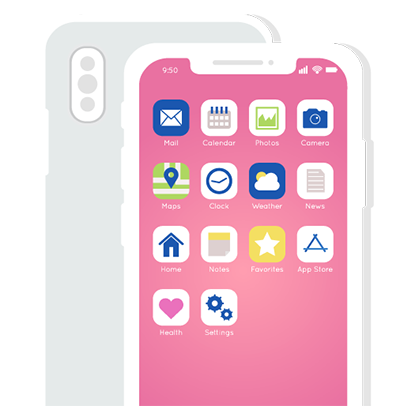 9:50
Mail Calendar Photos Camera
Maps Clock Weather News
Home Notes Favorites App Store
Health Settings